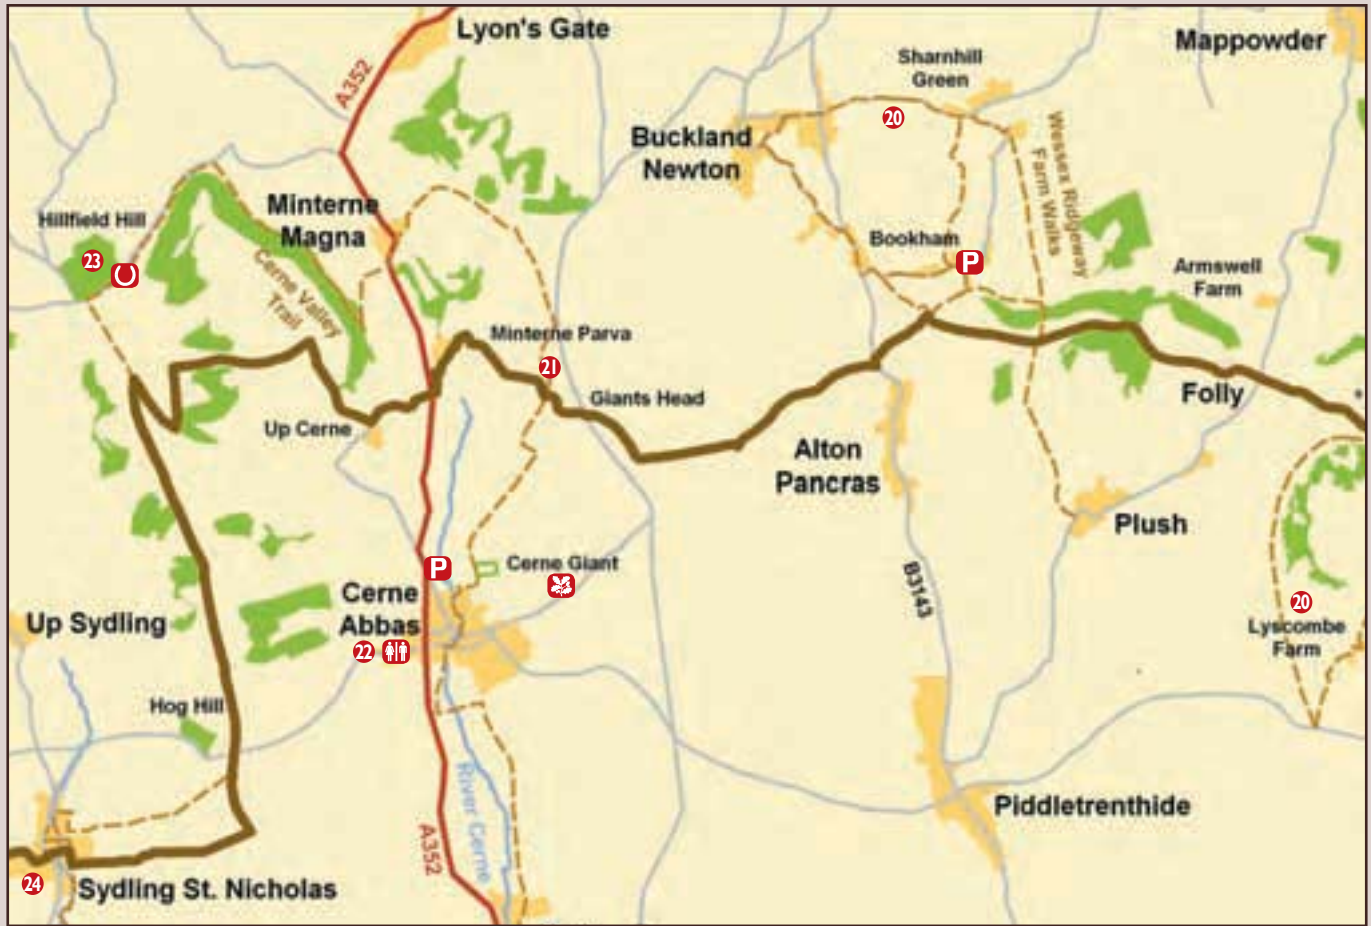 Lyon's Gate
Mappowder
A352
Sharnhill
Green
20
Buckland
Newton
Wessex Ridgeway
Farm Walks
Hillfield Hill
23
Minterne
Magna
Cerne Valley
Trail
Bookham
P
Armswell
Farm
Minterne Parva
21
Giants Head
Folly
Up Cerne
Alton
Pancras
Plush
P
Cerne Giant
Cerne
Abbas
22
B3143
20
Lyscombe
Farm
Up Sydling
Hog Hill
River Cerne
A352
Piddletrenthide
24
Sydling St. Nicholas